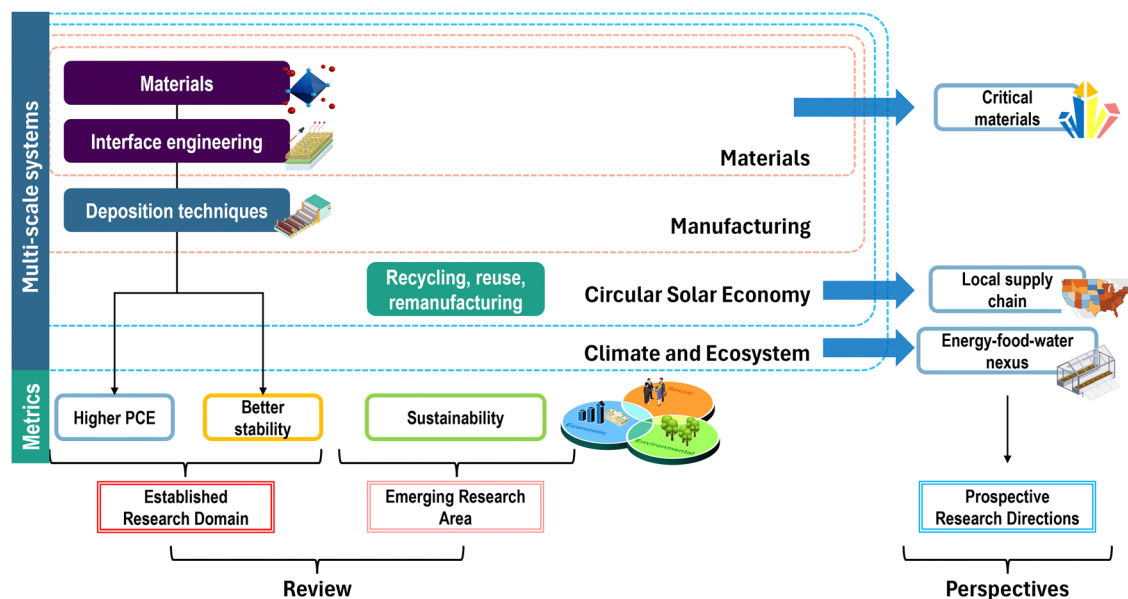 Multi-scale systems
Materials
Interface engineering
Deposition techniques
Materials
Manufacturing
Recycling, reuse,
remanufacturing
Circular Solar Economy
Climate and Ecosystem
Critical
materials
Local supply
chain
Energy-food-water
nexus
Metrics
Higher PCE
Better
stability
Sustainability
Social
Economic
Environmental
Established
Research Domain
Emerging Research
Area
Prospective
Research Directions
Review
Perspectives